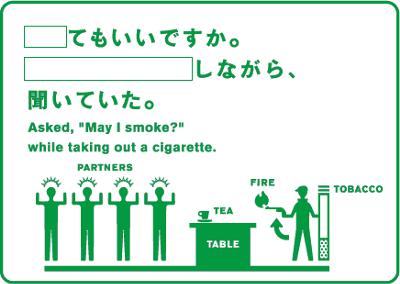 てもいいですか。
しながら、
聞いていた。
Asked, "May I smoke?"
while taking out a cigarette.
PARTNERS
FIRE
TOBACCO
TEA
TABLE